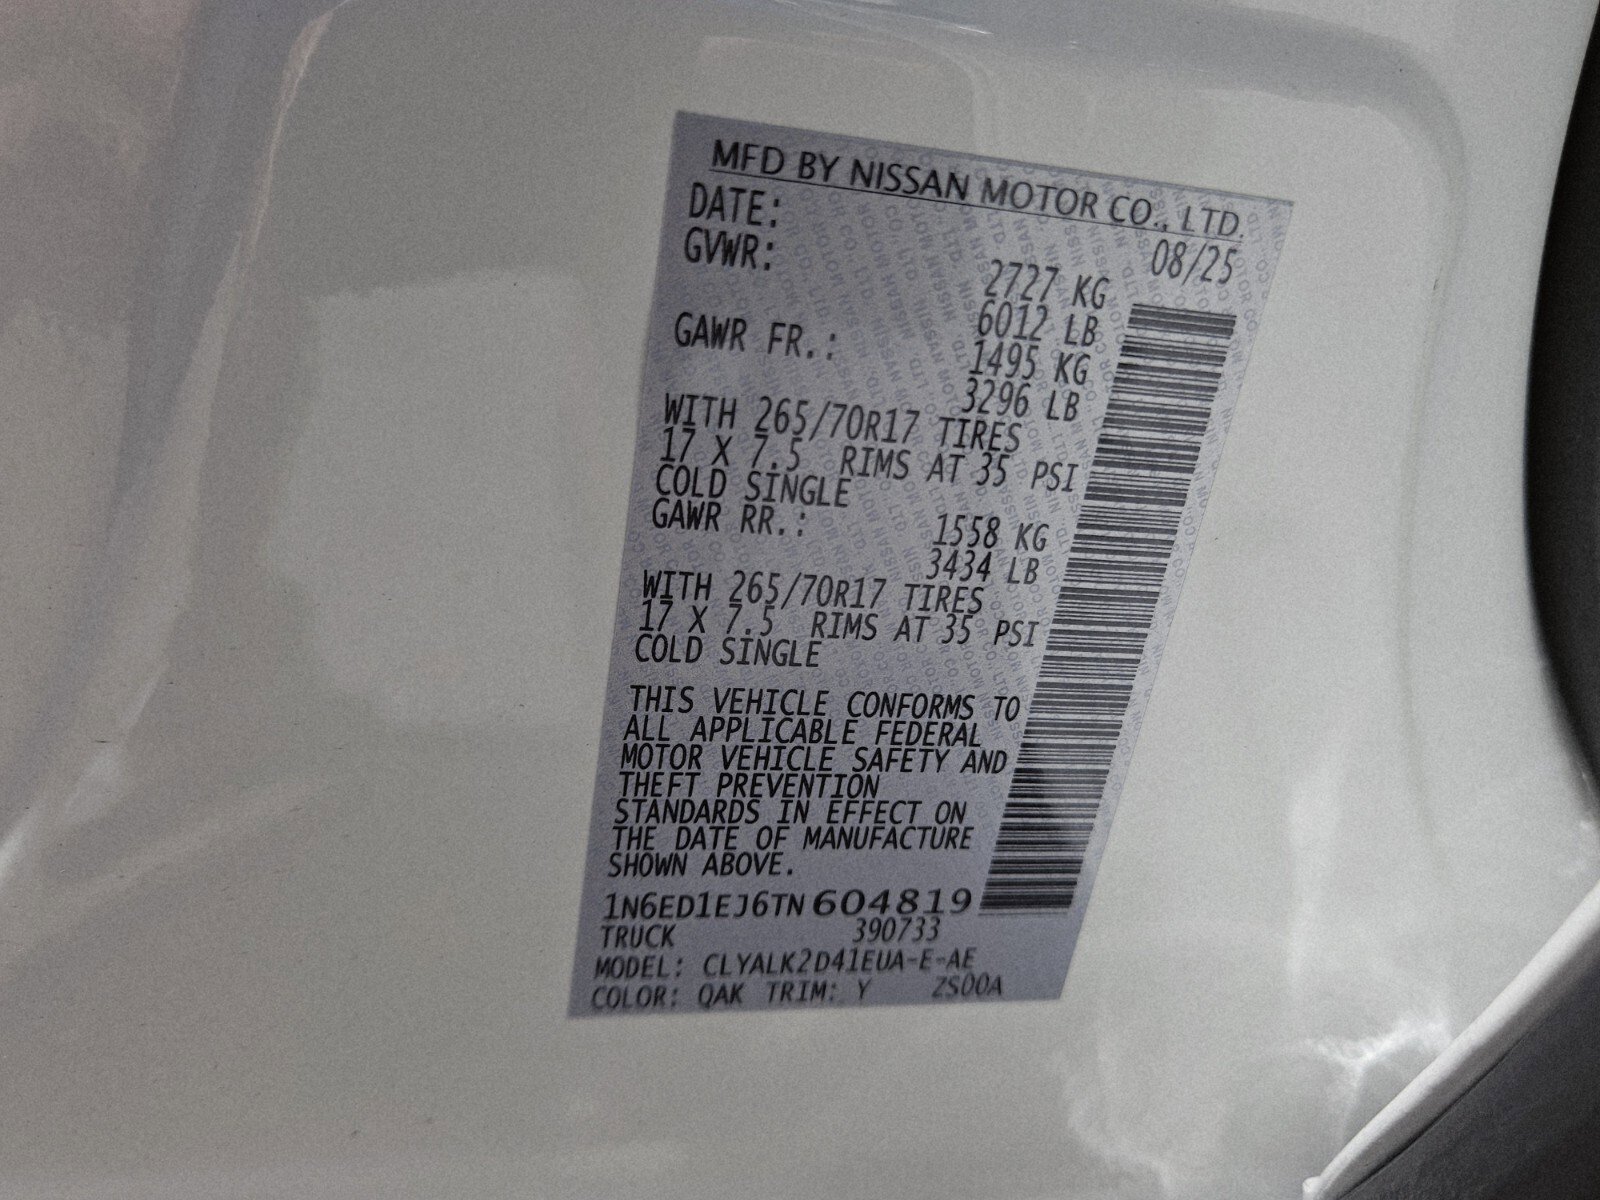 MFD BY NISSAN MOTOR CO., LTD.
DATE: 08/25
GVWR: 2727 KG
6012 LB
GAWR FR.: 1495 KG
3296 LB
WITH 265/70R17 TIRES
17 X 7.5 RIMS AT 35 PSI
COLD SINGLE
GAWR RR.: 1558 KG
3434 LB
WITH 265/70R17 TIRES
17 X 7.5 RIMS AT 35 PSI
COLD SINGLE
THIS VEHICLE CONFORMS TO
ALL APPLICABLE FEDERAL
MOTOR VEHICLE SAFETY AND
THEFT PREVENTION
STANDARDS IN EFFECT ON
THE DATE OF MANUFACTURE
SHOWN ABOVE.
1N6ED1EJ6TN604819
TRUCK 390733
MODEL: CLYALK2D41EUA-E-AE
COLOR: QAK TRIM: Y ZS00A